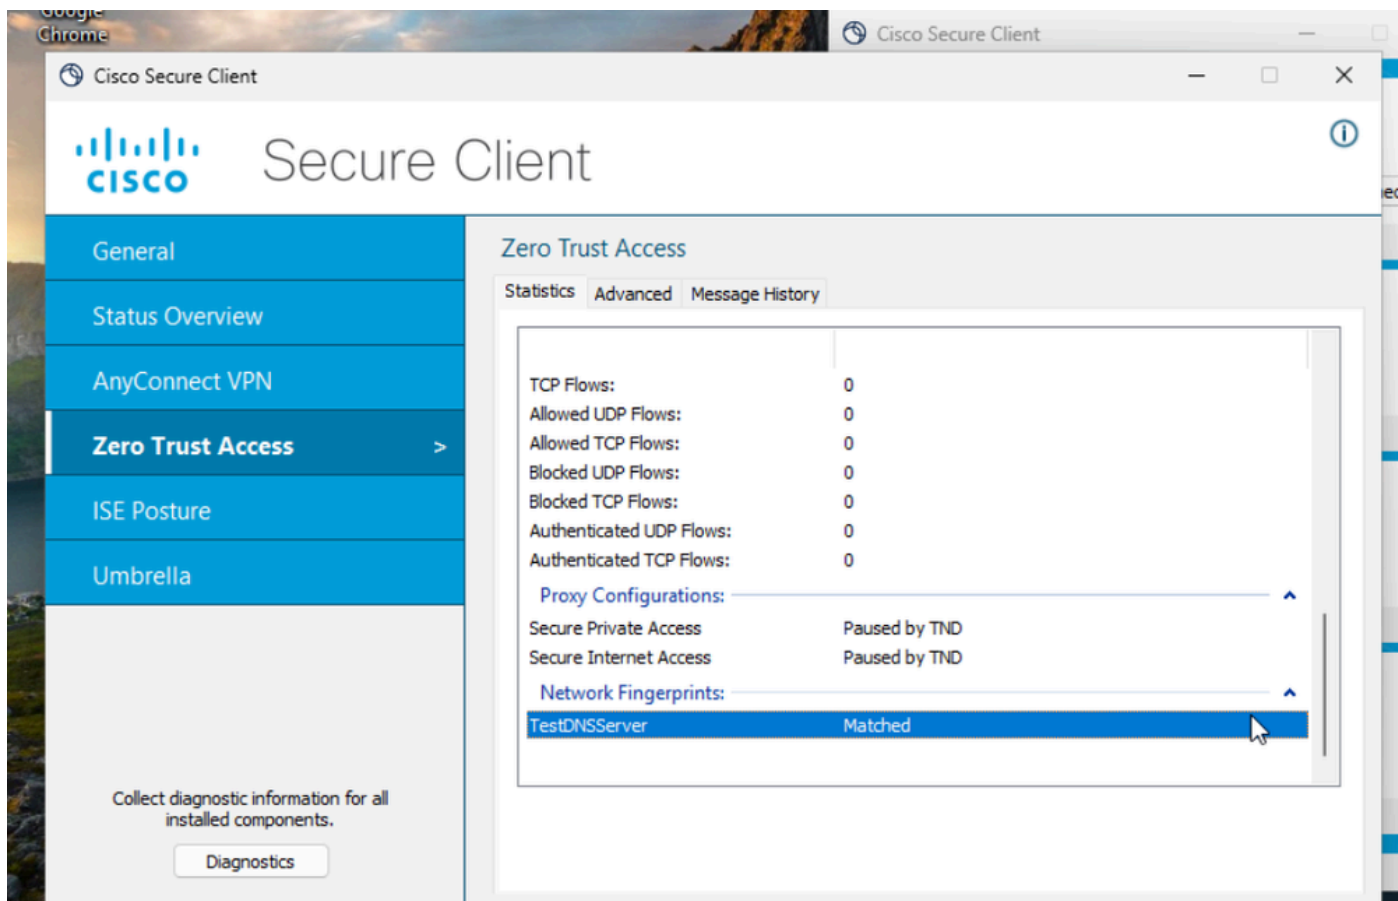 Google
Chrome
Cisco Secure Client
Cisco Secure Client
CISCO
Secure Client
General
Status Overview
AnyConnect VPN
Zero Trust Access >
ISE Posture
Umbrella
Collect diagnostic information for all
installed components.
Diagnostics
Zero Trust Access
Statistics Advanced Message History
TCP Flows: 0
Allowed UDP Flows: 0
Allowed TCP Flows: 0
Blocked UDP Flows: 0
Blocked TCP Flows: 0
Authenticated UDP Flows: 0
Authenticated TCP Flows: 0
Proxy Configurations:
Secure Private Access Paused by TND
Secure Internet Access Paused by TND
Network Fingerprints:
TestDNSServer Matched